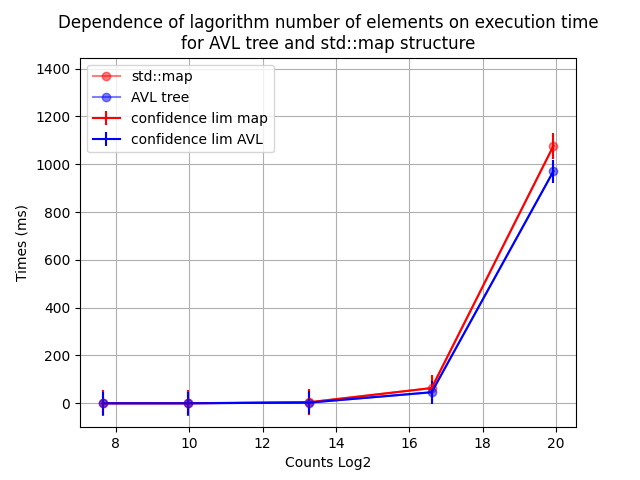 Dependence of lagorithm number of elements on execution time
for AVL tree and std::map structure
std::map
AVL tree
confidence lim map
confidence lim AVL
Times (ms)
1400
1200
1000
800
600
400
200
0
8 10 12 14 16 18 20
Counts Log2